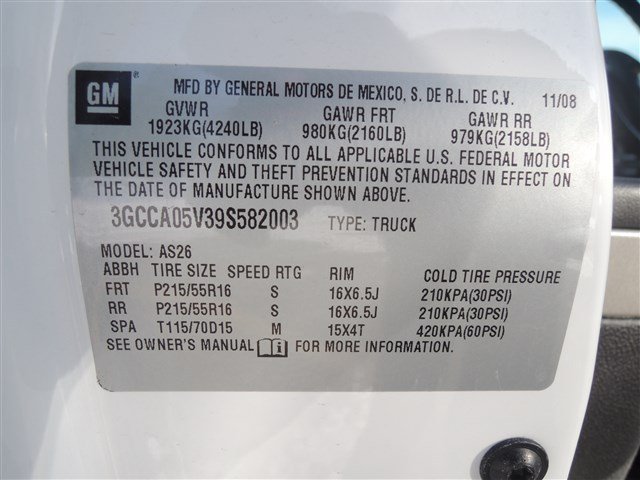 GM ®
MFD BY GENERAL MOTORS DE MEXICO, S. DE R.L. DE C.V. 11/08
GVWR GAWR FRT GAWR RR
1923KG(4240LB) 980KG(2160LB) 979KG(2158LB)
THIS VEHICLE CONFORMS TO ALL APPLICABLE U.S. FEDERAL MOTOR
VEHICLE SAFETY AND THEFT PREVENTION STANDARDS IN EFFECT ON
THE DATE OF MANUFACTURE SHOWN ABOVE.
3GCCA05V39S582003 TYPE: TRUCK
MODEL: AS26
ABBH TIRE SIZE SPEED RTG RIM COLD TIRE PRESSURE
FRT P215/55R16 S 16X6.5J 210KPA(30PSI)
RR P215/55R16 S 16X6.5J 210KPA(30PSI)
SPA T115/70D15 M 15X4T 420KPA(60PSI)
SEE OWNER'S MANUAL i FOR MORE INFORMATION.